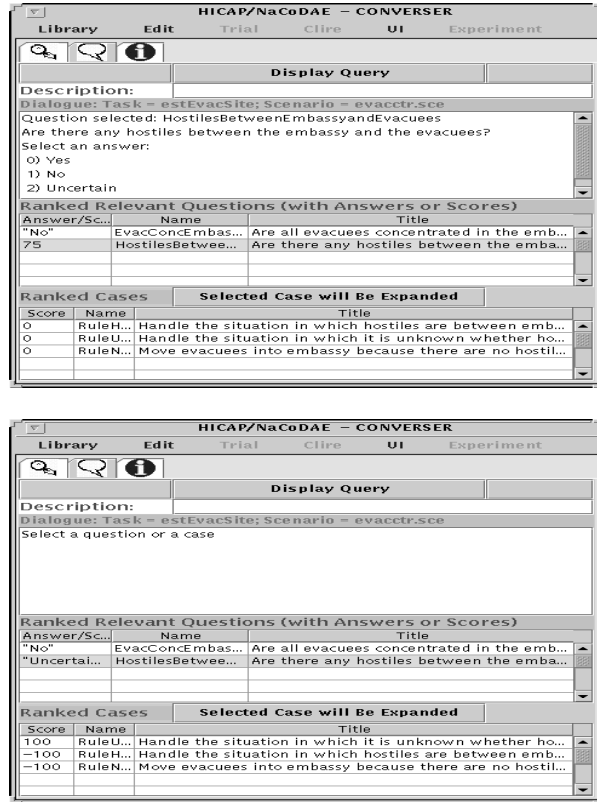 HICAP/NaCoDAE – CONVERSER
Library Edit Trial Clire UI Experiment
Display Query
Description:
Dialogue: Task = estEvacSite; Scenario = evacctr.sce
Question selected: HostilesBetweenEmbassyandEvacuees
Are there any hostiles between the embassy and the evacuees?
Select an answer:
0) Yes
1) No
2) Uncertain
Ranked Relevant Questions (with Answers or Scores)
Answer/Sc... Name Title
"No" EvacConcEmbas... Are all evacuees concentrated in the emb...
75 HostilesBetwee... Are there any hostiles between the emba...
Ranked Cases Selected Case will Be Expanded
Score Name Title
0 RuleH... Handle the situation in which hostiles are between emb...
0 RuleU... Handle the situation in which it is unknown whether ho...
0 RuleN... Move evacuees into embassy because there are no hostil...
HICAP/NaCoDAE – CONVERSER
Library Edit Trial Clire UI Experiment
Display Query
Description:
Dialogue: Task = estEvacSite; Scenario = evacctr.sce
Select a question or a case
Ranked Relevant Questions (with Answers or Scores)
Answer/Sc... Name Title
"No" EvacConcEmbas... Are all evacuees concentrated in the emb...
"Uncertai... HostilesBetwee... Are there any hostiles between the emba...
Ranked Cases Selected Case will Be Expanded
Score Name Title
100 RuleU... Handle the situation in which it is unknown whether ho...
–100 RuleH... Handle the situation in which hostiles are between emb...
–100 RuleN... Move evacuees into embassy because there are no hostil...